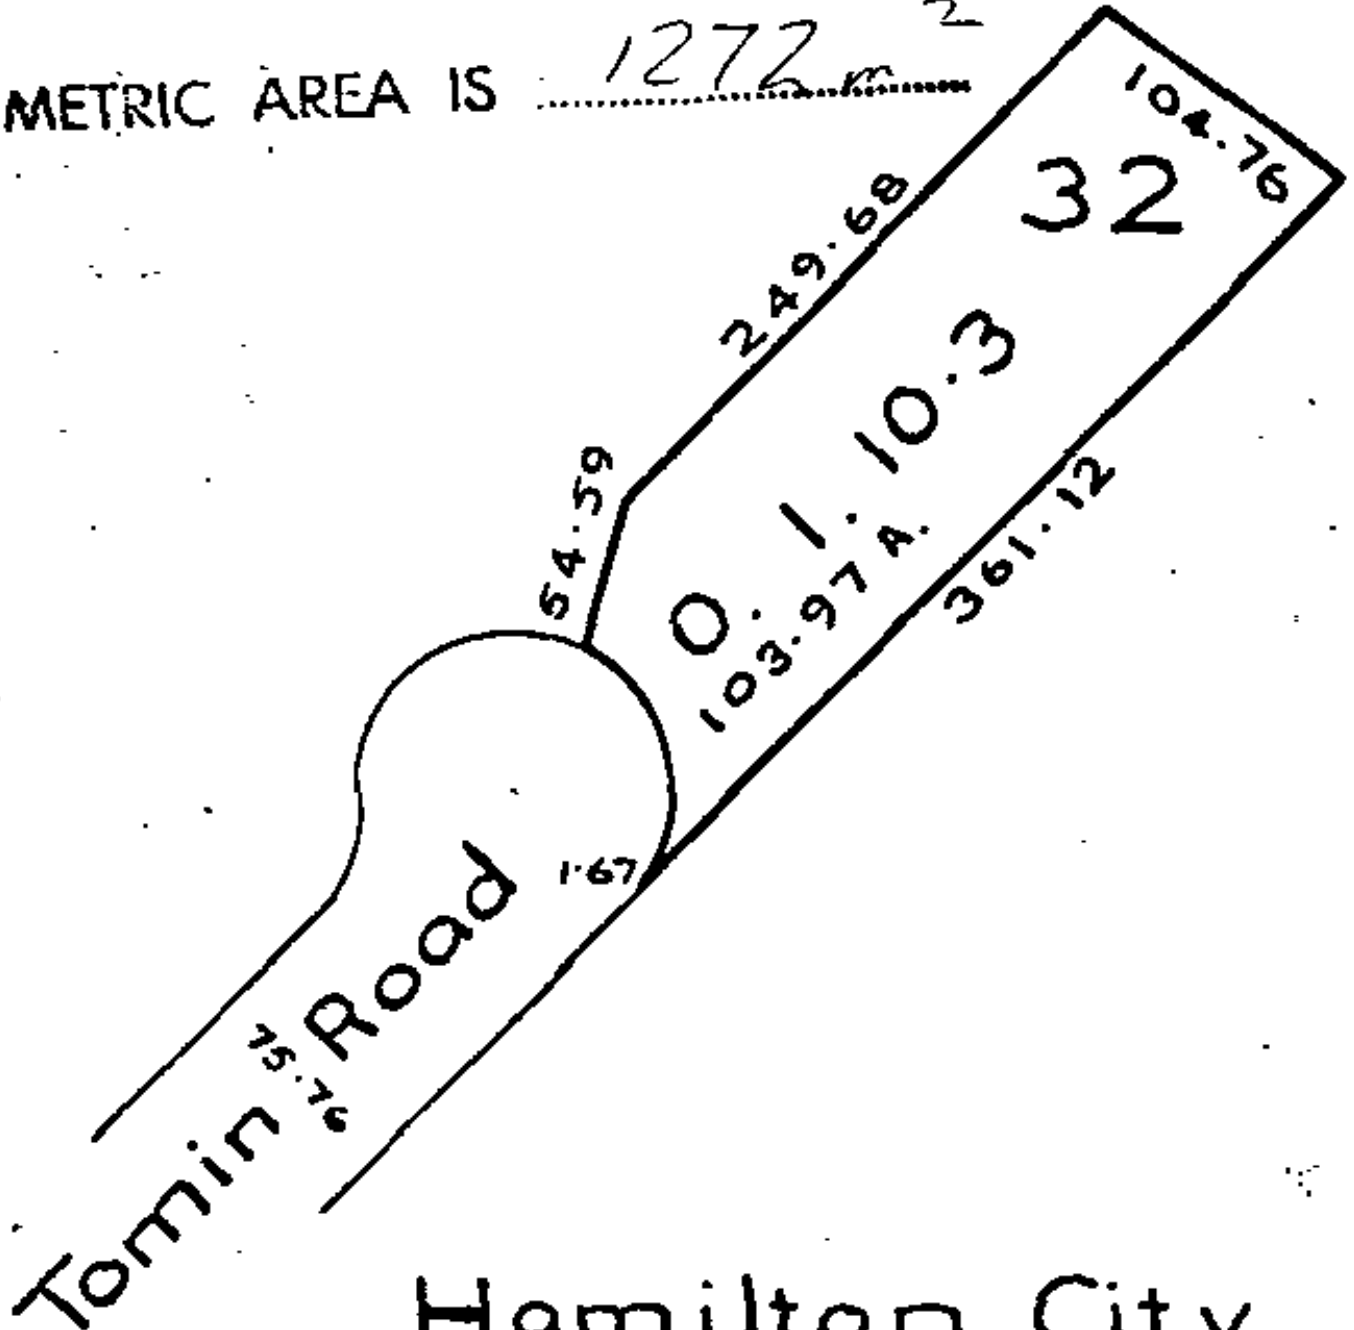 METRIC AREA IS 1272 m2
104.76
32
249.68
0. 1. 10.3
54.59
103.97 A.
361.12
1.67
Tomin Road
75.76
Hamilton City